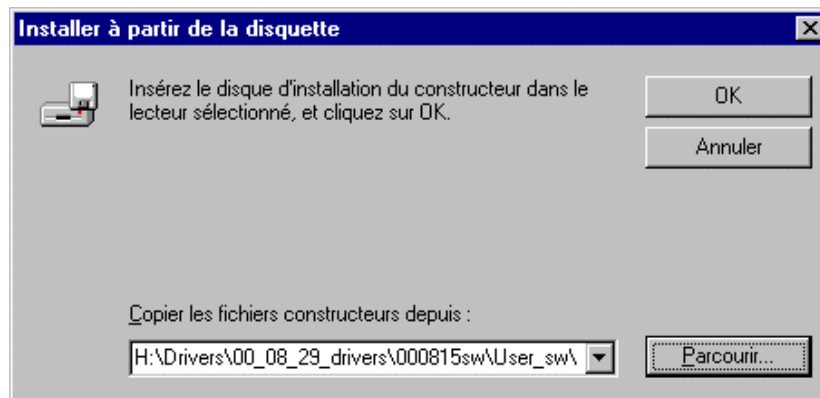 Installer à partir de la disquette
Insérez le disque d'installation du constructeur dans le
lecteur sélectionné, et cliquez sur OK.
OK
Annuler
Copier les fichiers constructeurs depuis :
H:\Drivers\00_08_29_drivers\000815sw\User_sw\
Parcourir...